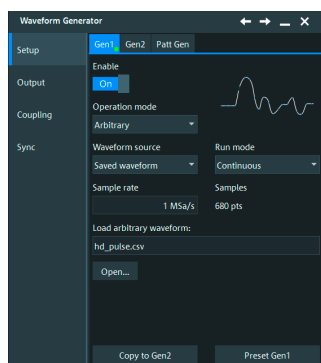 Waveform Generator
Setup
Gen1 Gen2 Patt Gen
Enable
On
Output
Operation mode
Coupling
Arbitrary
Sync
Waveform source Run mode
Saved waveform Continuous
Sample rate Samples
1 MSa/s 680 pts
Load arbitrary waveform:
hd_pulse.csv
Open...
Copy to Gen2 Preset Gen1